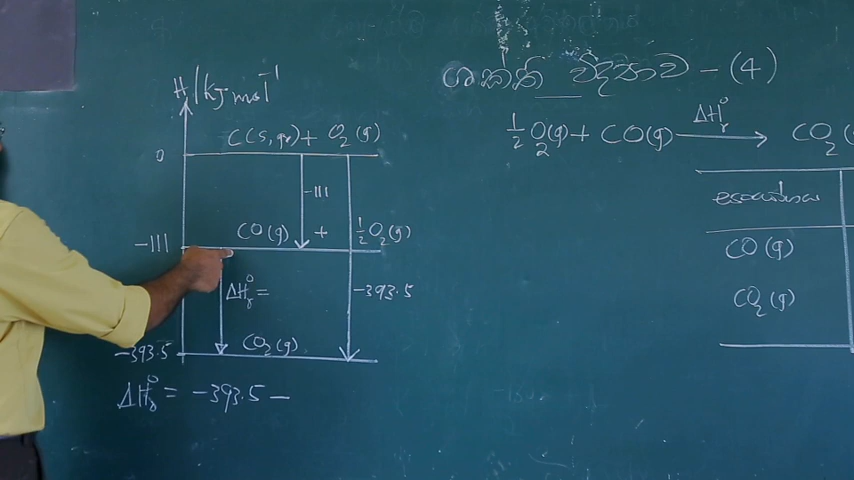 H / kJ mol⁻¹
0
C(s, gr) + O₂(g)
-111
-111
CO(g) + ½O₂(g)
ΔH°r =
-393.5
-393.5
CO₂(g)
ΔH°r = -393.5 -
ශක්ති විද්‍යාව - (4)
½O₂(g) + CO(g) ⟶ CO₂(
ΔH°r
CO(g)
CO₂(g)